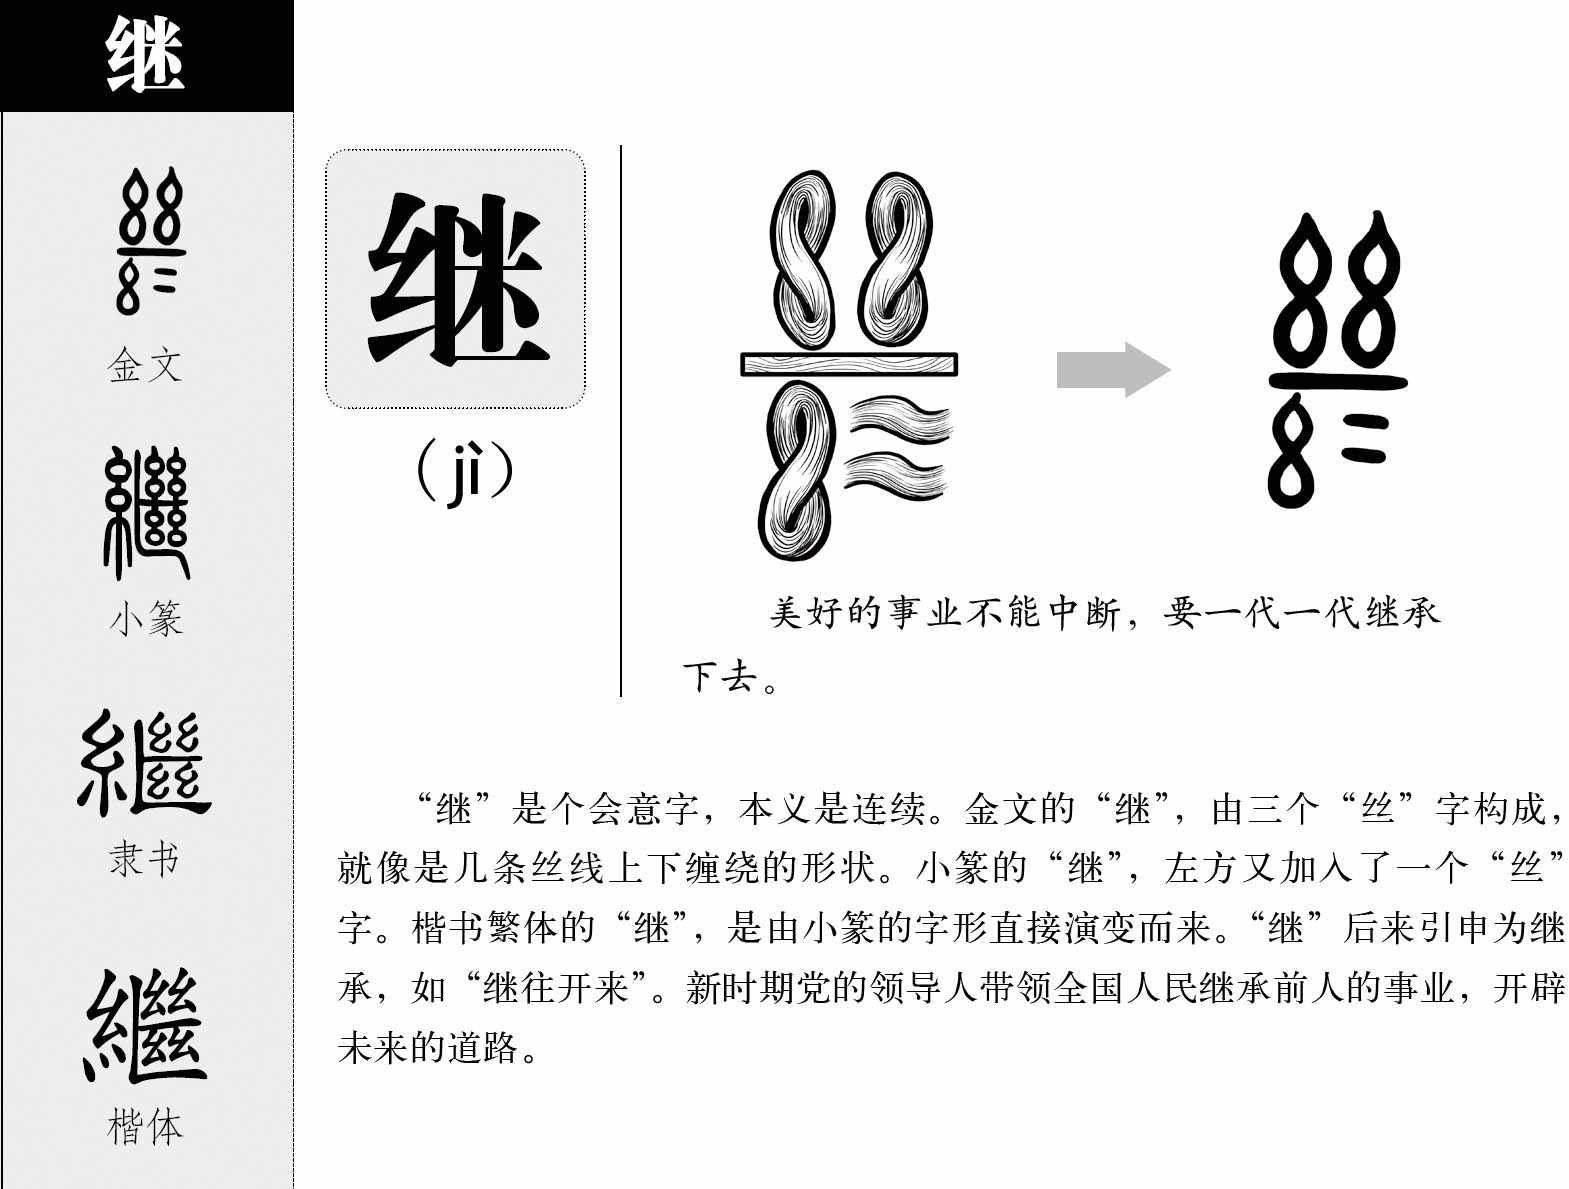 继
金文
小篆
隶书
楷体
继
（jì）
美好的事业不能中断，要一代一代继承
下去。
“继”是个会意字，本义是连续。金文的“继”，由三个“丝”字构成，
就像是几条丝线上下缠绕的形状。小篆的“继”，左方又加入了一个“丝”
字。楷书繁体的“继”，是由小篆的字形直接演变而来。“继”后来引申为继
承，如“继往开来”。新时期党的领导人带领全国人民继承前人的事业，开辟
未来的道路。